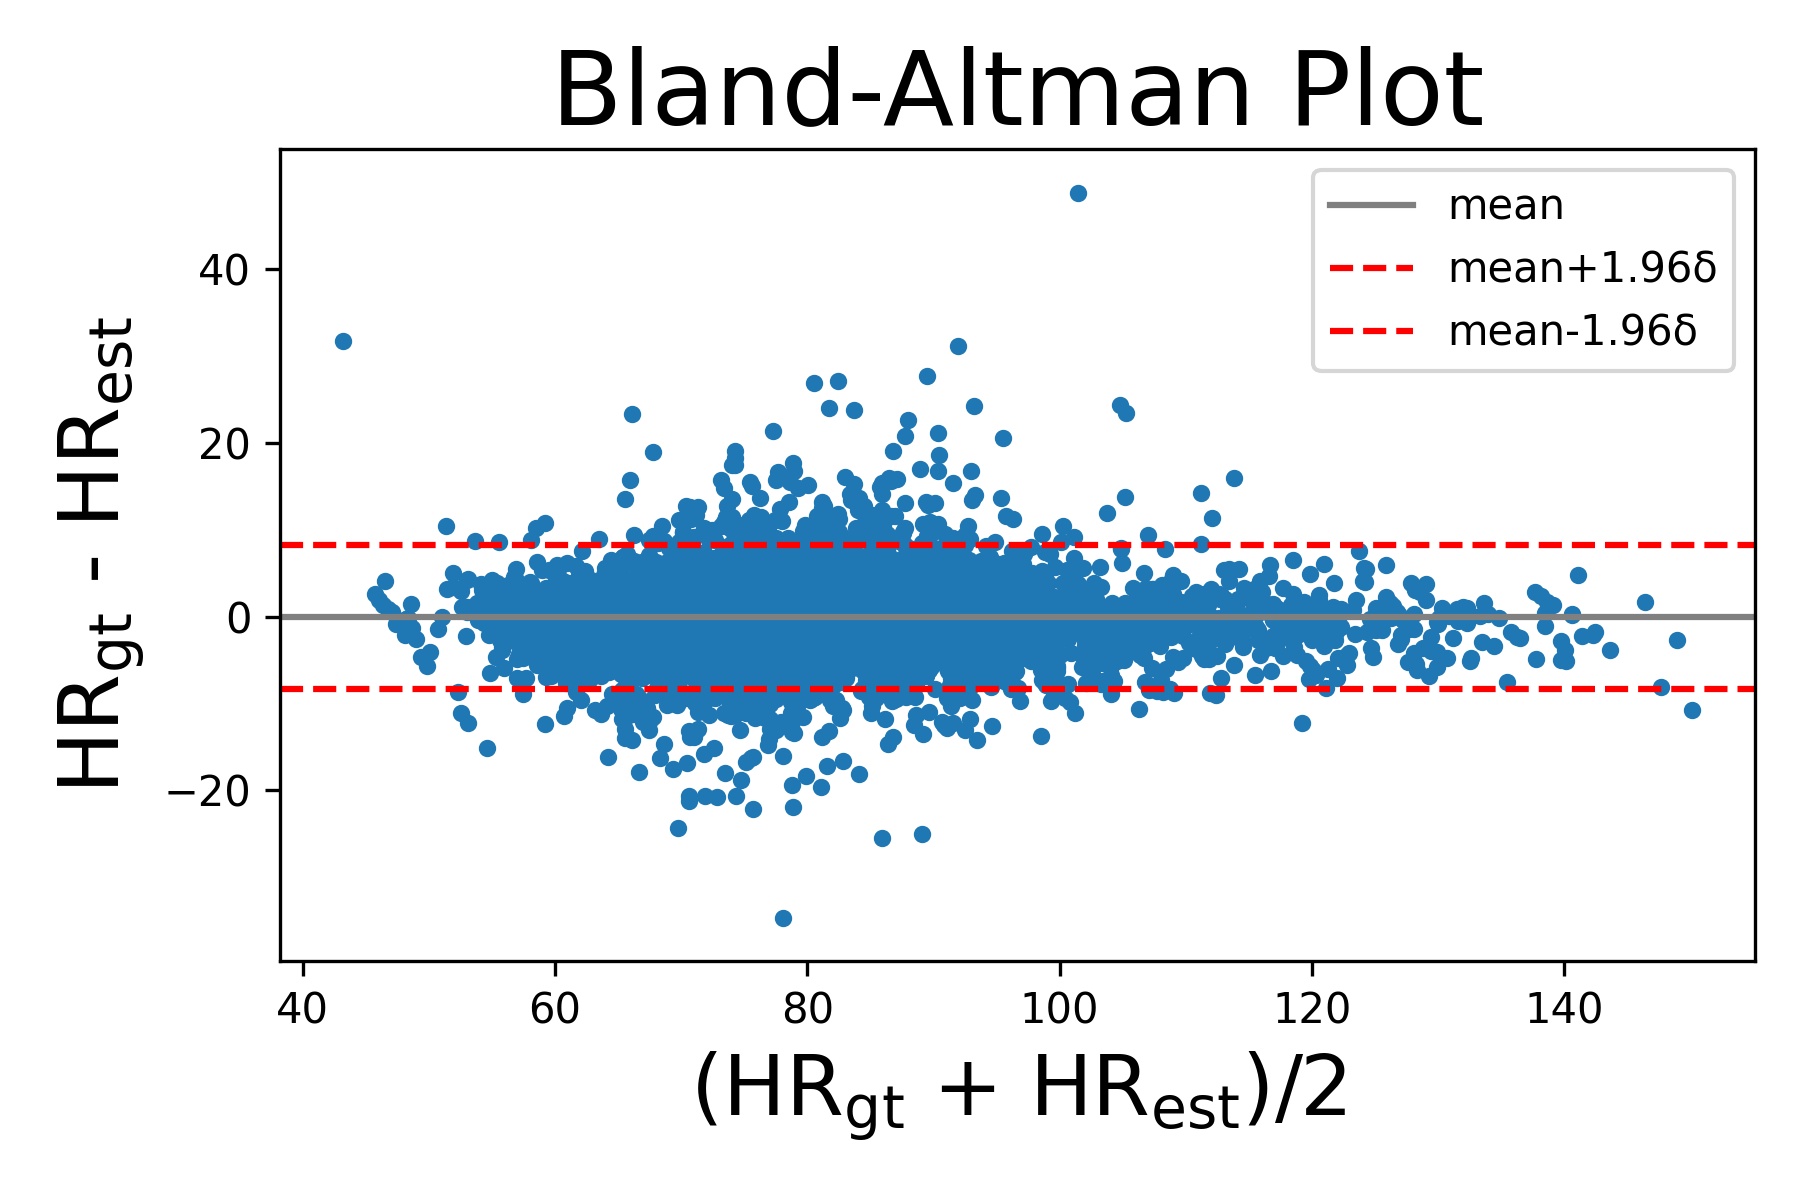 Bland-Altman Plot
mean
mean+1.96δ
mean-1.96δ
HRgt - HRest
40
20
0
−20
40 60 80 100 120 140
(HRgt + HRest)/2